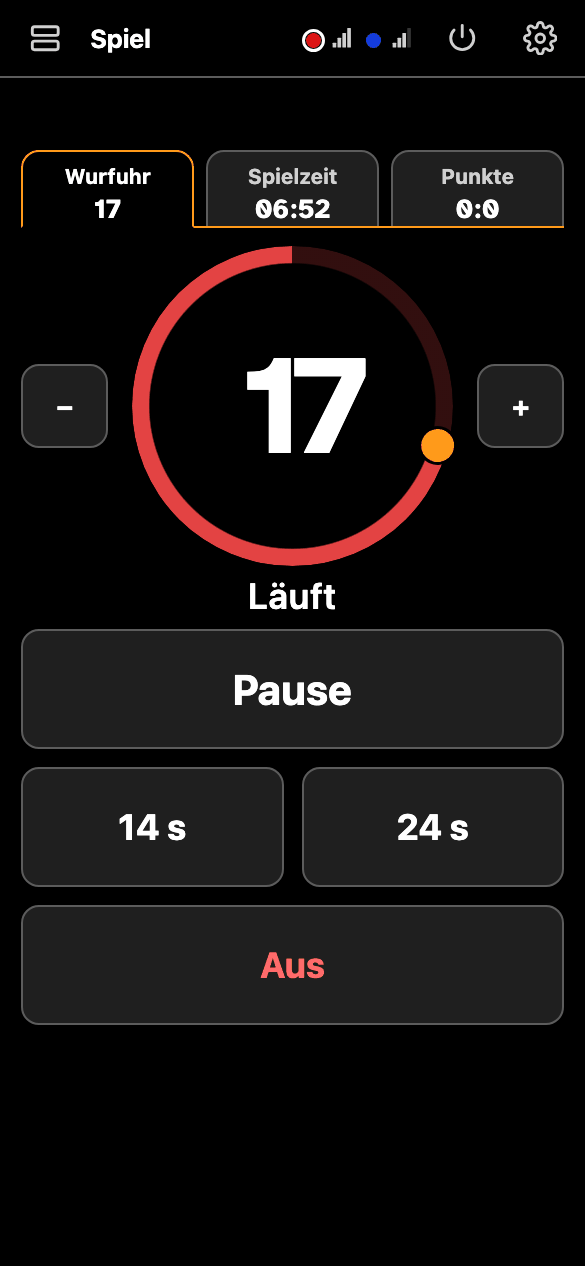 Spiel
Wurfuhr
17
Spielzeit
06:52
Punkte
0:0
−
17
+
Läuft
Pause
14 s
24 s
Aus